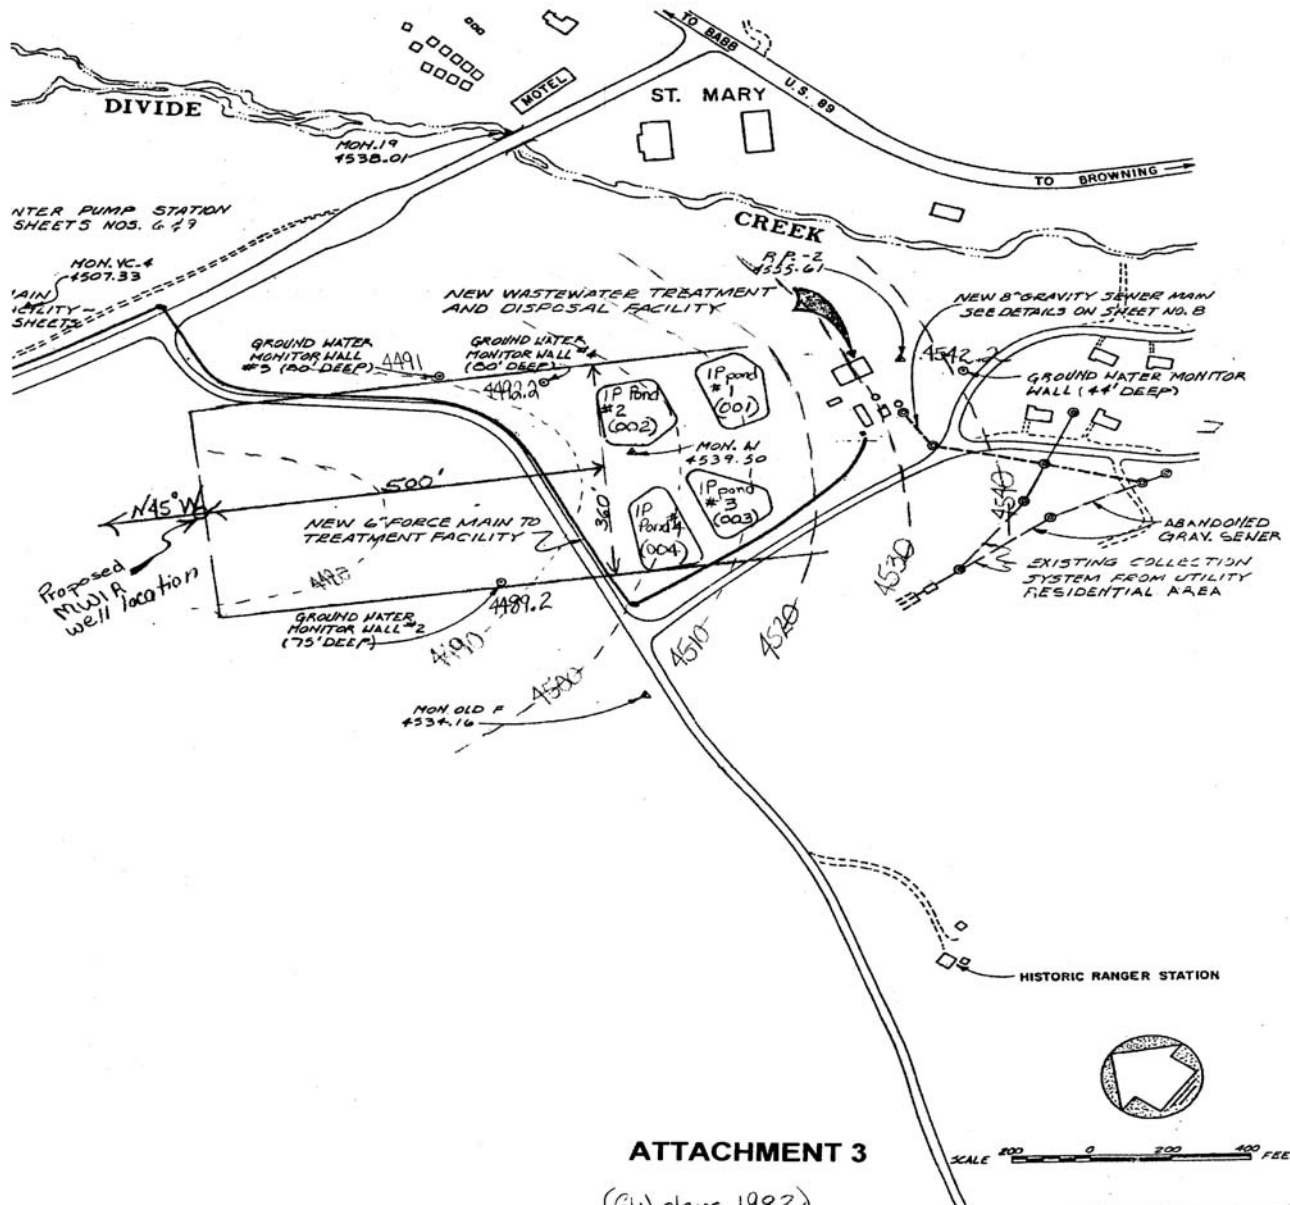 TO BABB
U.S. 89
MOTEL
ST. MARY
DIVIDE
MON. 19
4538.01
TO BROWNING
NTER PUMP STATION
SHEETS NOS. 6 & 9
CREEK
R.P.-2
4555.61
MON. VC-4
4507.33
AIN
SHEETS
NEW WASTEWATER TREATMENT
AND DISPOSAL FACILITY
NEW 8" GRAVITY SEWER MAIN
SEE DETAILS ON SHEET NO. 8
GROUND WATER
MONITOR WALL
#3 (80' DEEP)
4491
GROUND WATER
MONITOR WALL #4
(80' DEEP)
4492.2
4542.2
GROUND WATER MONITOR
WALL (44' DEEP)
IP pond
#1
(001)
IP Pond
#2
(002)
MON. N
4539.50
500'
360'
IP pond
#3
(003)
IP
Pond #4
(004)
N45°W
NEW 6" FORCE MAIN TO
TREATMENT FACILITY
4540
ABANDONED
GRAV. SEWER
4530
EXISTING COLLECTION
SYSTEM FROM UTILITY
RESIDENTIAL AREA
Proposed
MW1R
well location
4489.2
GROUND WATER
MONITOR WALL #2
(75' DEEP)
4490
4500
4510
4520
MON. OLD F
4534.16
HISTORIC RANGER STATION
ATTACHMENT 3
SCALE 200 0 200 400 FEE